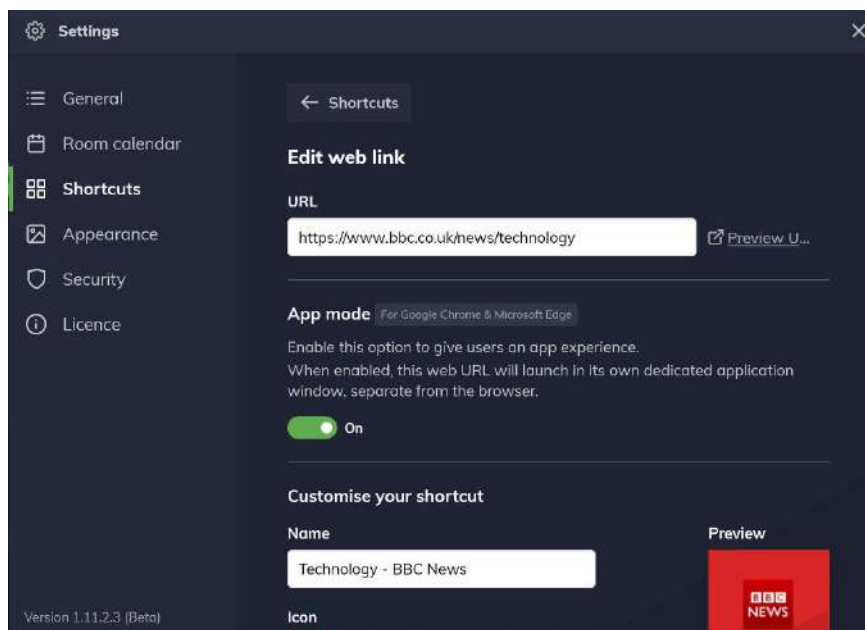 Settings
General
Room calendar
Shortcuts
Appearance
Security
Licence
Version 1.11.2.3 (Beta)
← Shortcuts
Edit web link
URL
https://www.bbc.co.uk/news/technology
Preview U...
App mode For Google Chrome & Microsoft Edge
Enable this option to give users an app experience.
When enabled, this web URL will launch in its own dedicated application
window, separate from the browser.
On
Customise your shortcut
Name
Technology - BBC News
Icon
Preview
BBC
NEWS